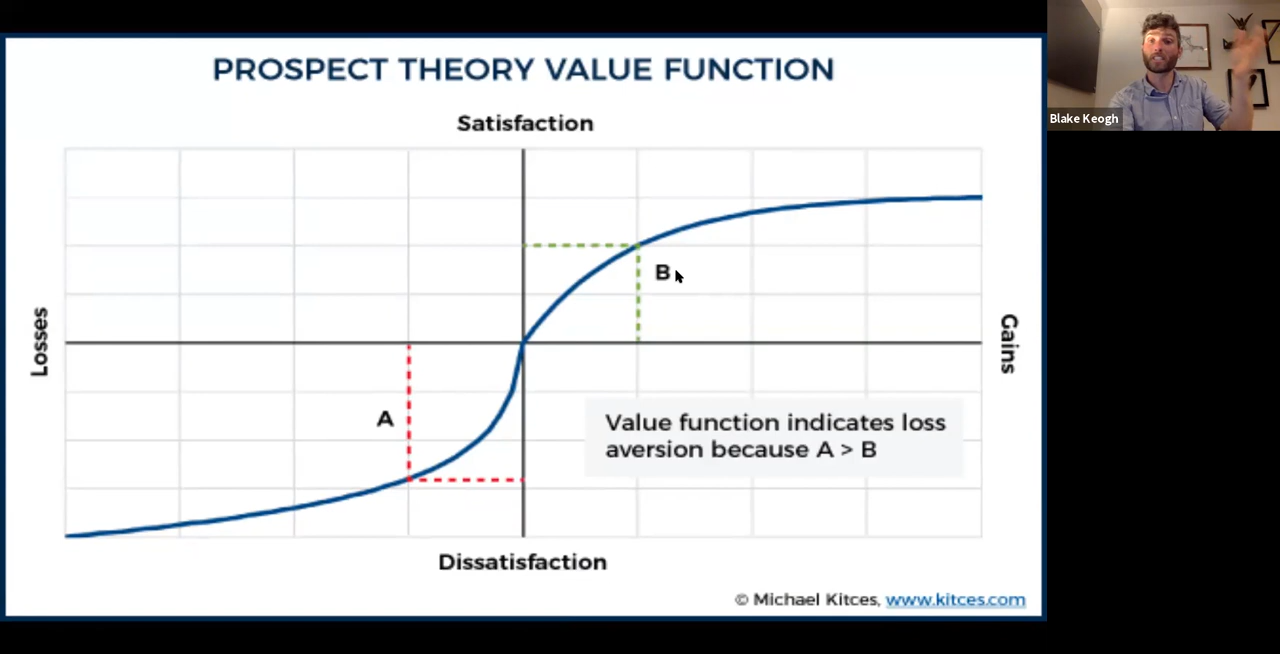 PROSPECT THEORY VALUE FUNCTION
Blake Keogh
Satisfaction
Losses
Gains
B
A
Value function indicates loss
aversion because A > B
Dissatisfaction
© Michael Kitces, www.kitces.com